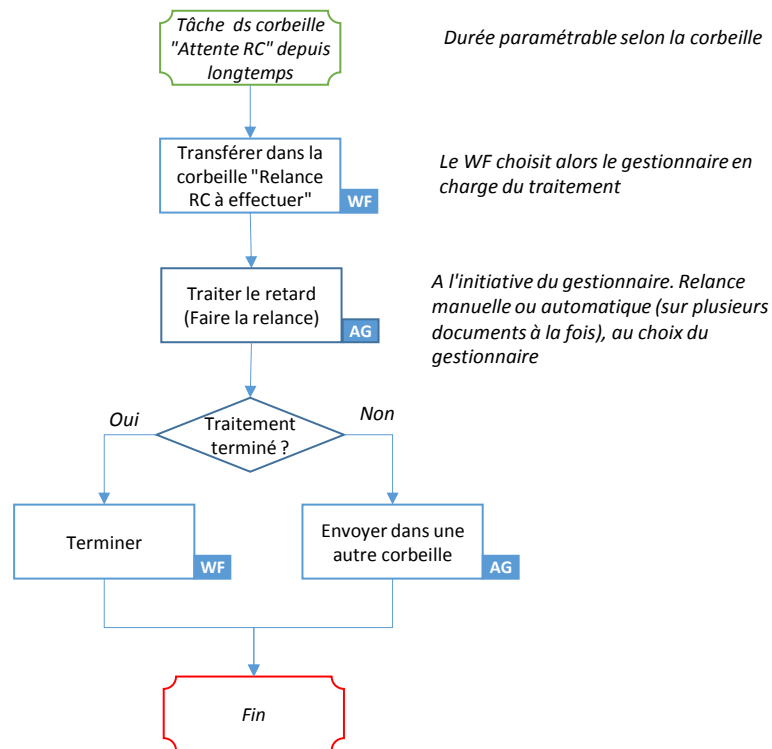 Tâche ds corbeille
"Attente RC" depuis
longtemps
Durée paramétrable selon la corbeille
Transférer dans la
corbeille "Relance
RC à effectuer"
WF
Le WF choisit alors le gestionnaire en
charge du traitement
Traiter le retard
(Faire la relance)
AG
A l'initiative du gestionnaire. Relance
manuelle ou automatique (sur plusieurs
documents à la fois), au choix du
gestionnaire
Oui
Traitement
terminé ?
Non
Terminer
WF
Envoyer dans une
autre corbeille
AG
Fin